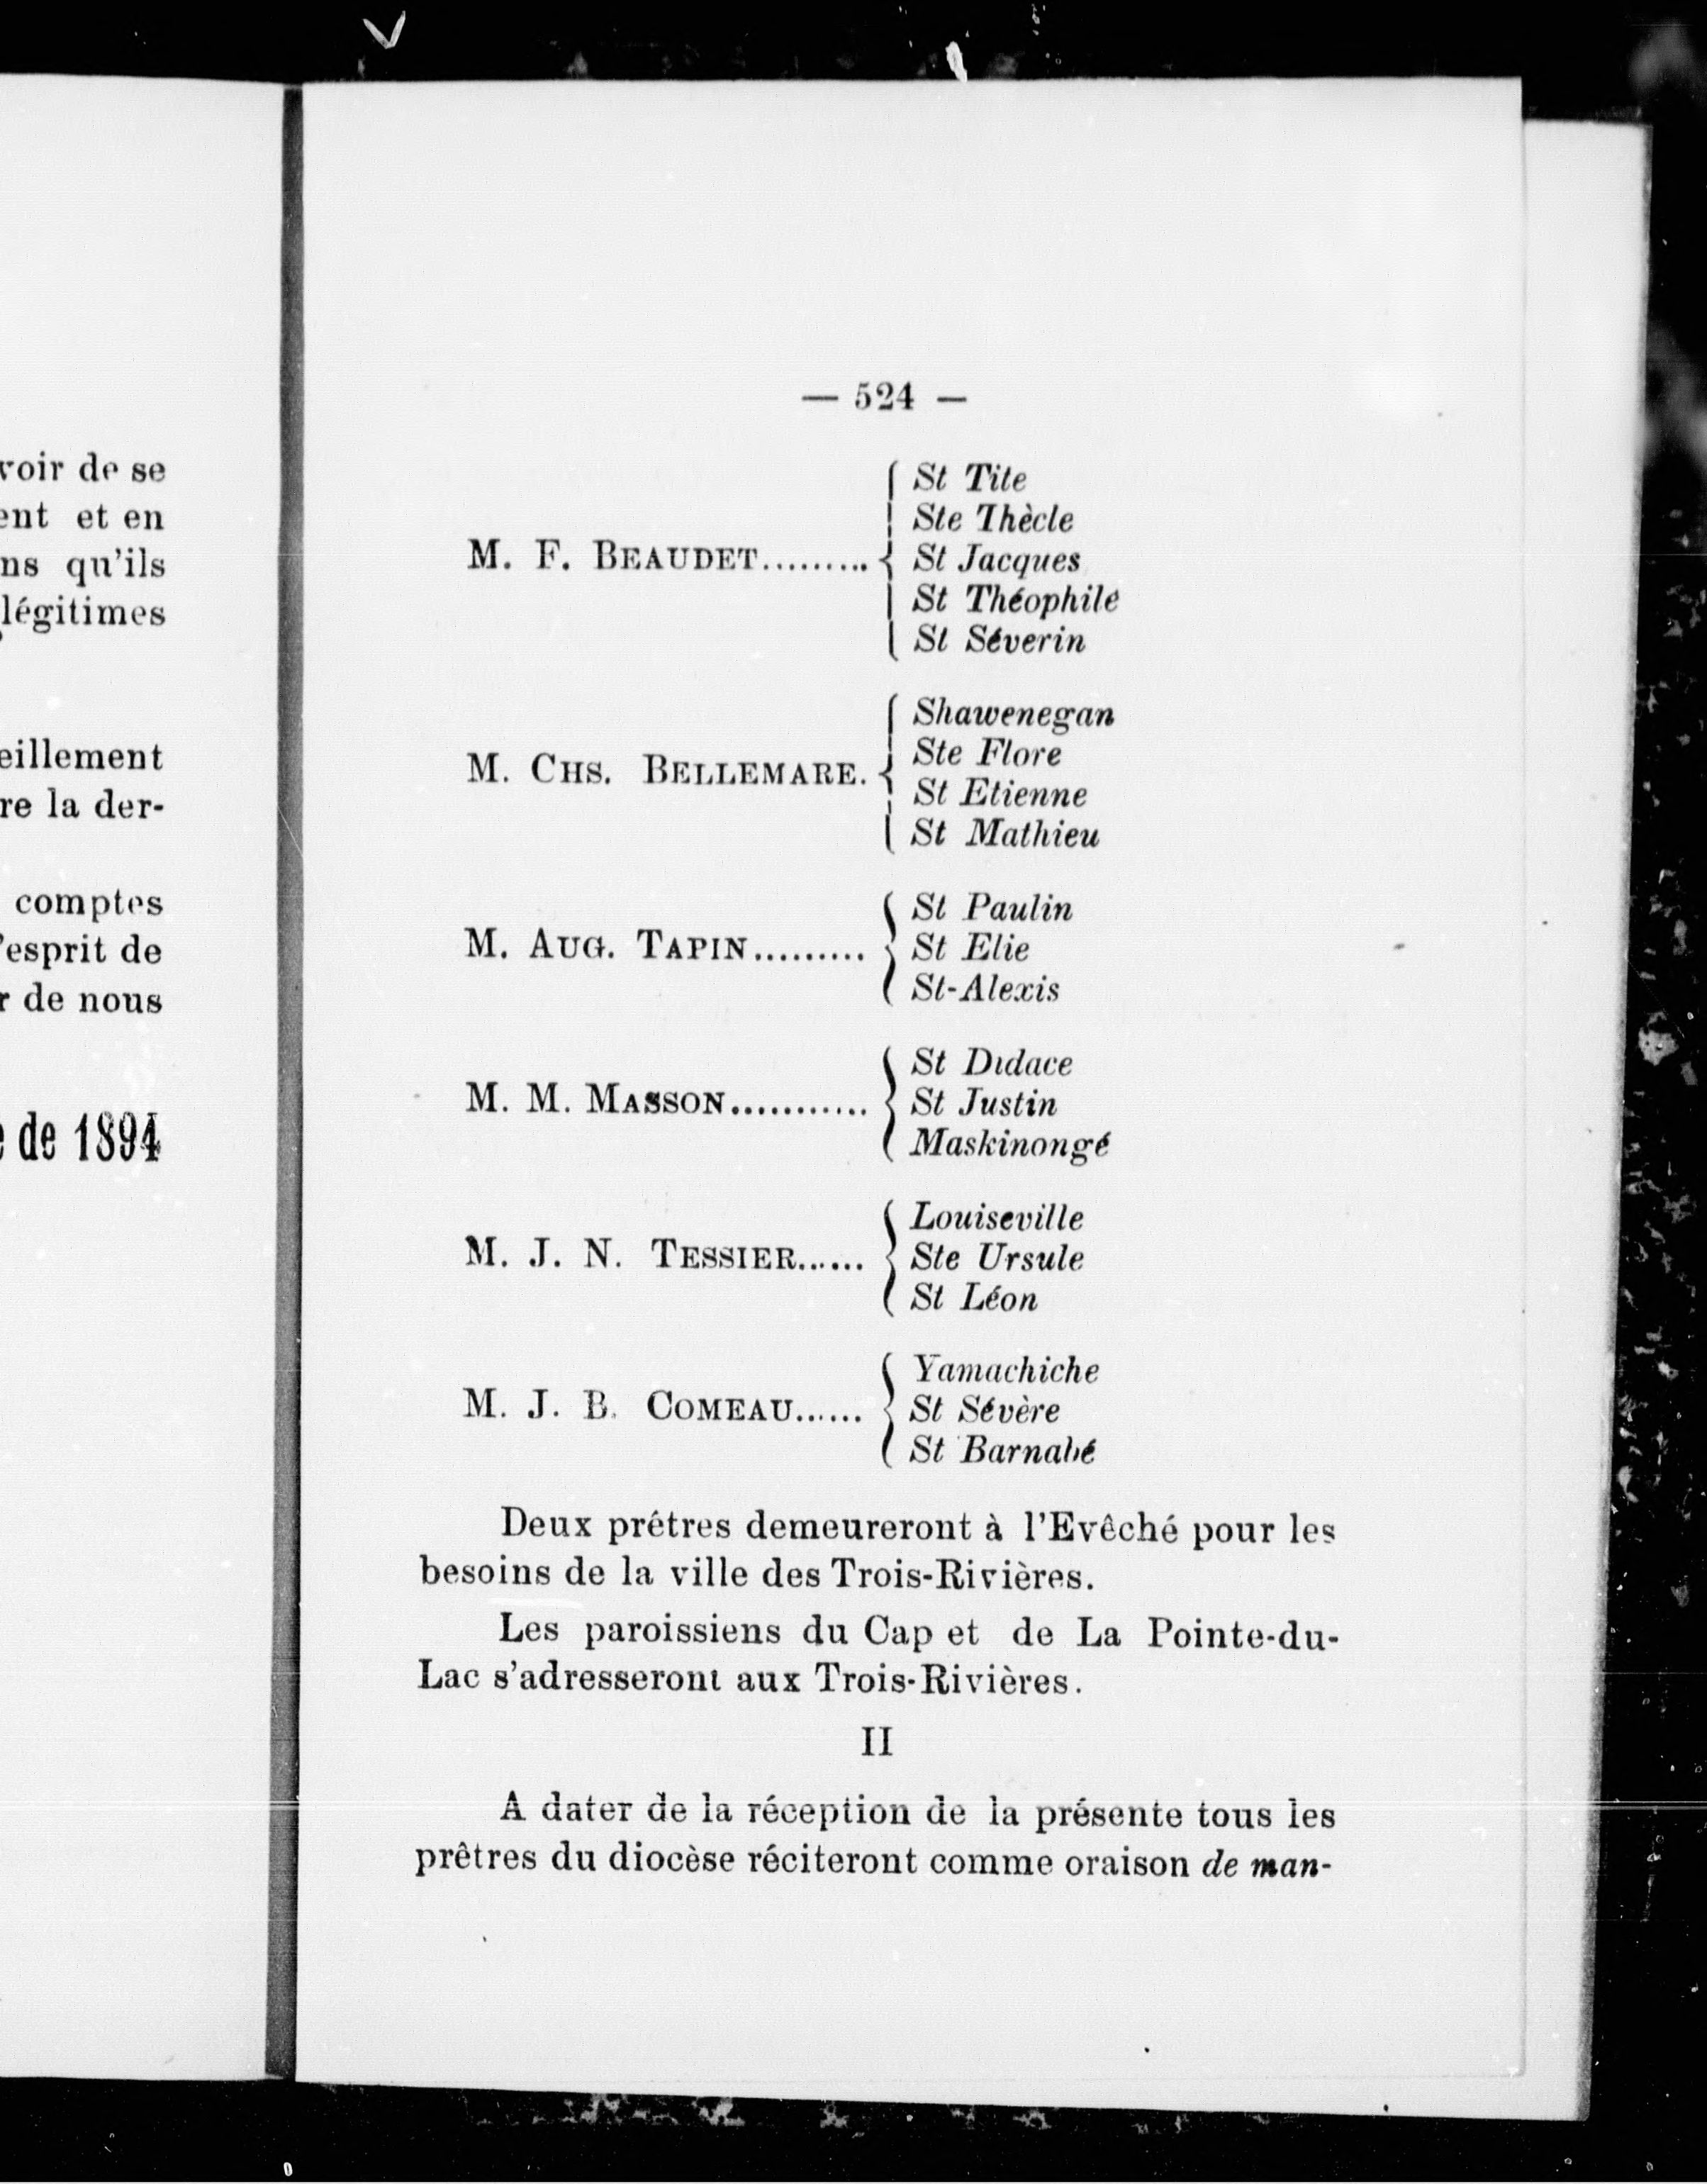 voir de se
ent et en
ns qu'ils
légitimes
eillement
re la der-
comptes
'esprit de
r de nous
e de 1894
— 524 —
St Tite
Ste Thècle
M. F. BEAUDET......... St Jacques
St Théophile
St Séverin
Shawenegan
Ste Flore
M. CHS. BELLEMARE.
St Etienne
St Mathieu
St Paulin
M. AUG. TAPIN......... St Elie
St-Alexis
St Didace
M. M. MASSON............ St Justin
Maskinongé
Louiseville
M. J. N. TESSIER...... Ste Ursule
St Léon
Yamachiche
M. J. B. COMEAU...... St Sévère
St Barnabé
Deux prêtres demeureront à l'Evêché pour les
besoins de la ville des Trois-Rivières.
Les paroissiens du Cap et de La Pointe-du-
Lac s'adresseront aux Trois-Rivières.
II
A dater de la réception de la présente tous les
prêtres du diocèse réciteront comme oraison de man-